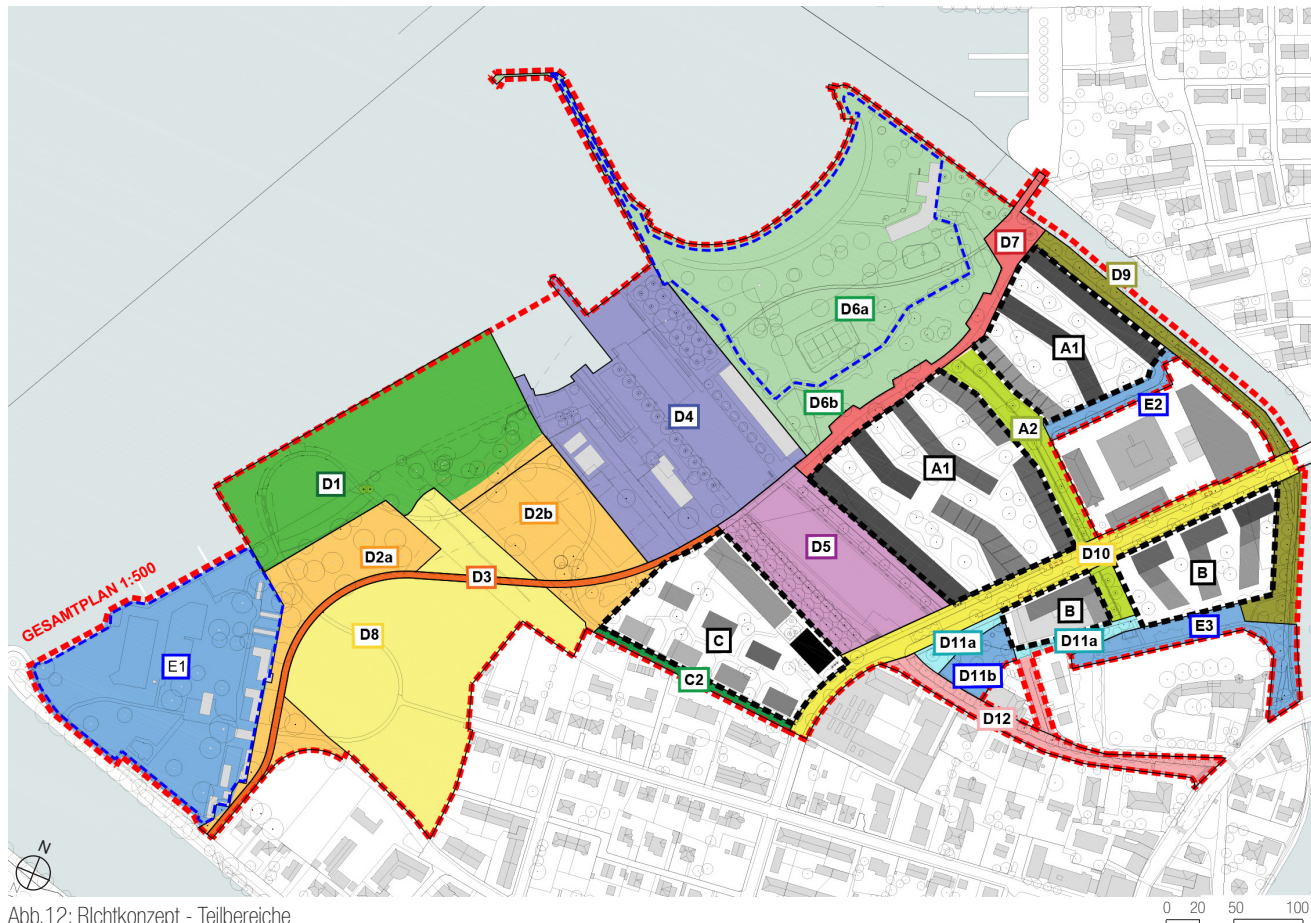 D7
D9
D6a
A1
E2
D6b
D4
A2
A1
D1
D2b
D5
D10
D2a
B
D3
B
E3
GESAMTPLAN 1:500
D8
C
D11a
D11a
E1
C2
D11b
D12
N
Abb.12: RIchtkonzept - Teilbereiche
0 20 50 100